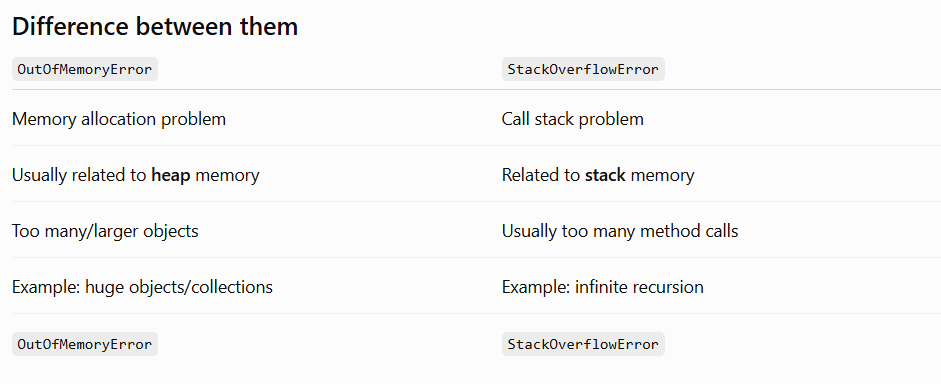 Difference between them
OutOfMemoryError StackOverflowError
Memory allocation problem Call stack problem
Usually related to heap memory Related to stack memory
Too many/larger objects Usually too many method calls
Example: huge objects/collections Example: infinite recursion
OutOfMemoryError StackOverflowError